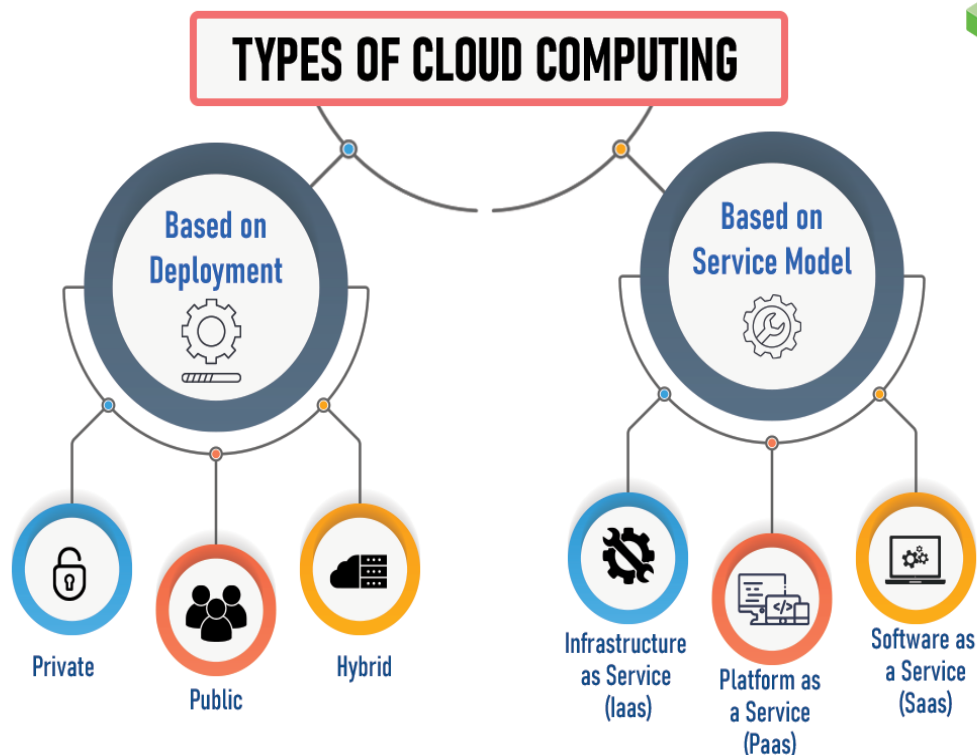 TYPES OF CLOUD COMPUTING
Based on
Deployment
Based on
Service Model
Private
Public
Hybrid
Infrastructure
as Service
(Iaas)
Platform as
a Service
(Paas)
Software as
a Service
(Saas)